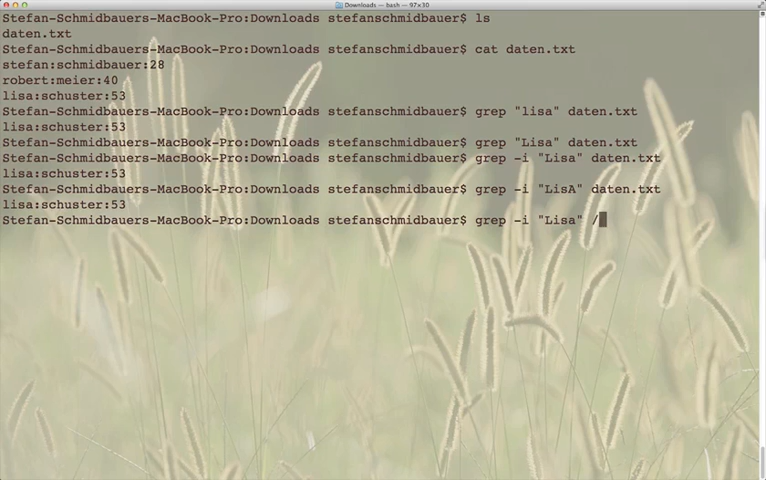 Downloads — bash — 97×30
Stefan-Schmidbauers-MacBook-Pro:Downloads stefanschmidbauer$ ls
daten.txt
Stefan-Schmidbauers-MacBook-Pro:Downloads stefanschmidbauer$ cat daten.txt
stefan:schmidbauer:28
robert:meier:40
lisa:schuster:53
Stefan-Schmidbauers-MacBook-Pro:Downloads stefanschmidbauer$ grep "lisa" daten.txt
lisa:schuster:53
Stefan-Schmidbauers-MacBook-Pro:Downloads stefanschmidbauer$ grep "Lisa" daten.txt
Stefan-Schmidbauers-MacBook-Pro:Downloads stefanschmidbauer$ grep -i "Lisa" daten.txt
lisa:schuster:53
Stefan-Schmidbauers-MacBook-Pro:Downloads stefanschmidbauer$ grep -i "LisA" daten.txt
lisa:schuster:53
Stefan-Schmidbauers-MacBook-Pro:Downloads stefanschmidbauer$ grep -i "Lisa" /